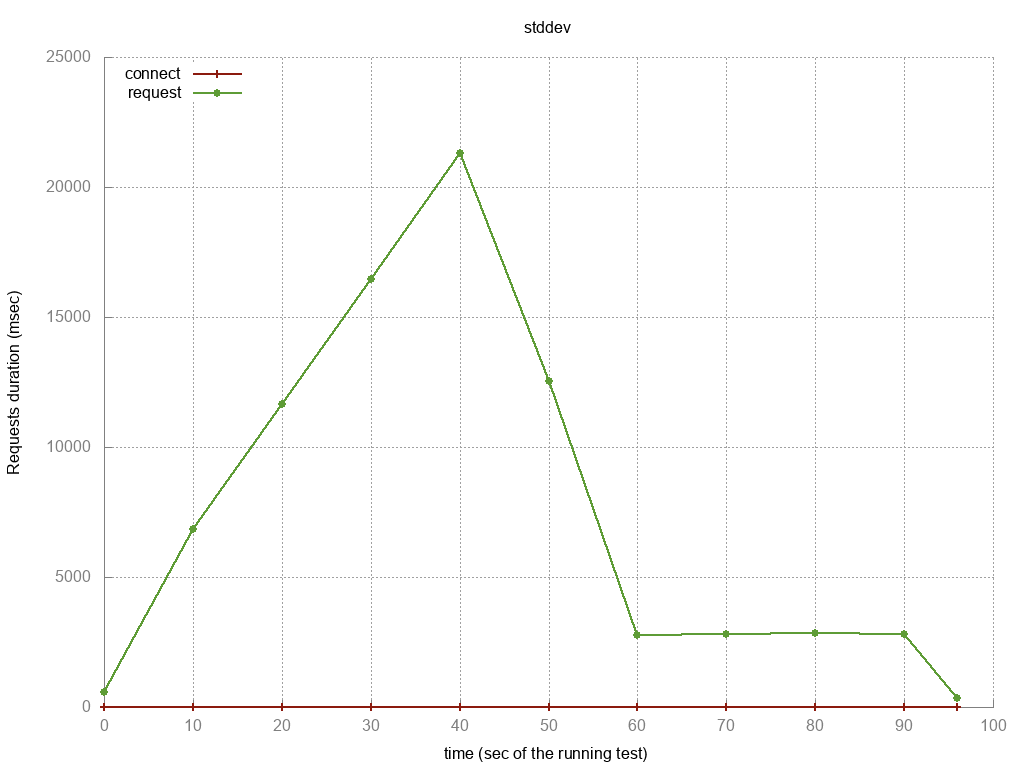 stddev
25000
connect
request
20000
15000
10000
5000
0
Requests duration (msec)
0 10 20 30 40 50 60 70 80 90 100
time (sec of the running test)